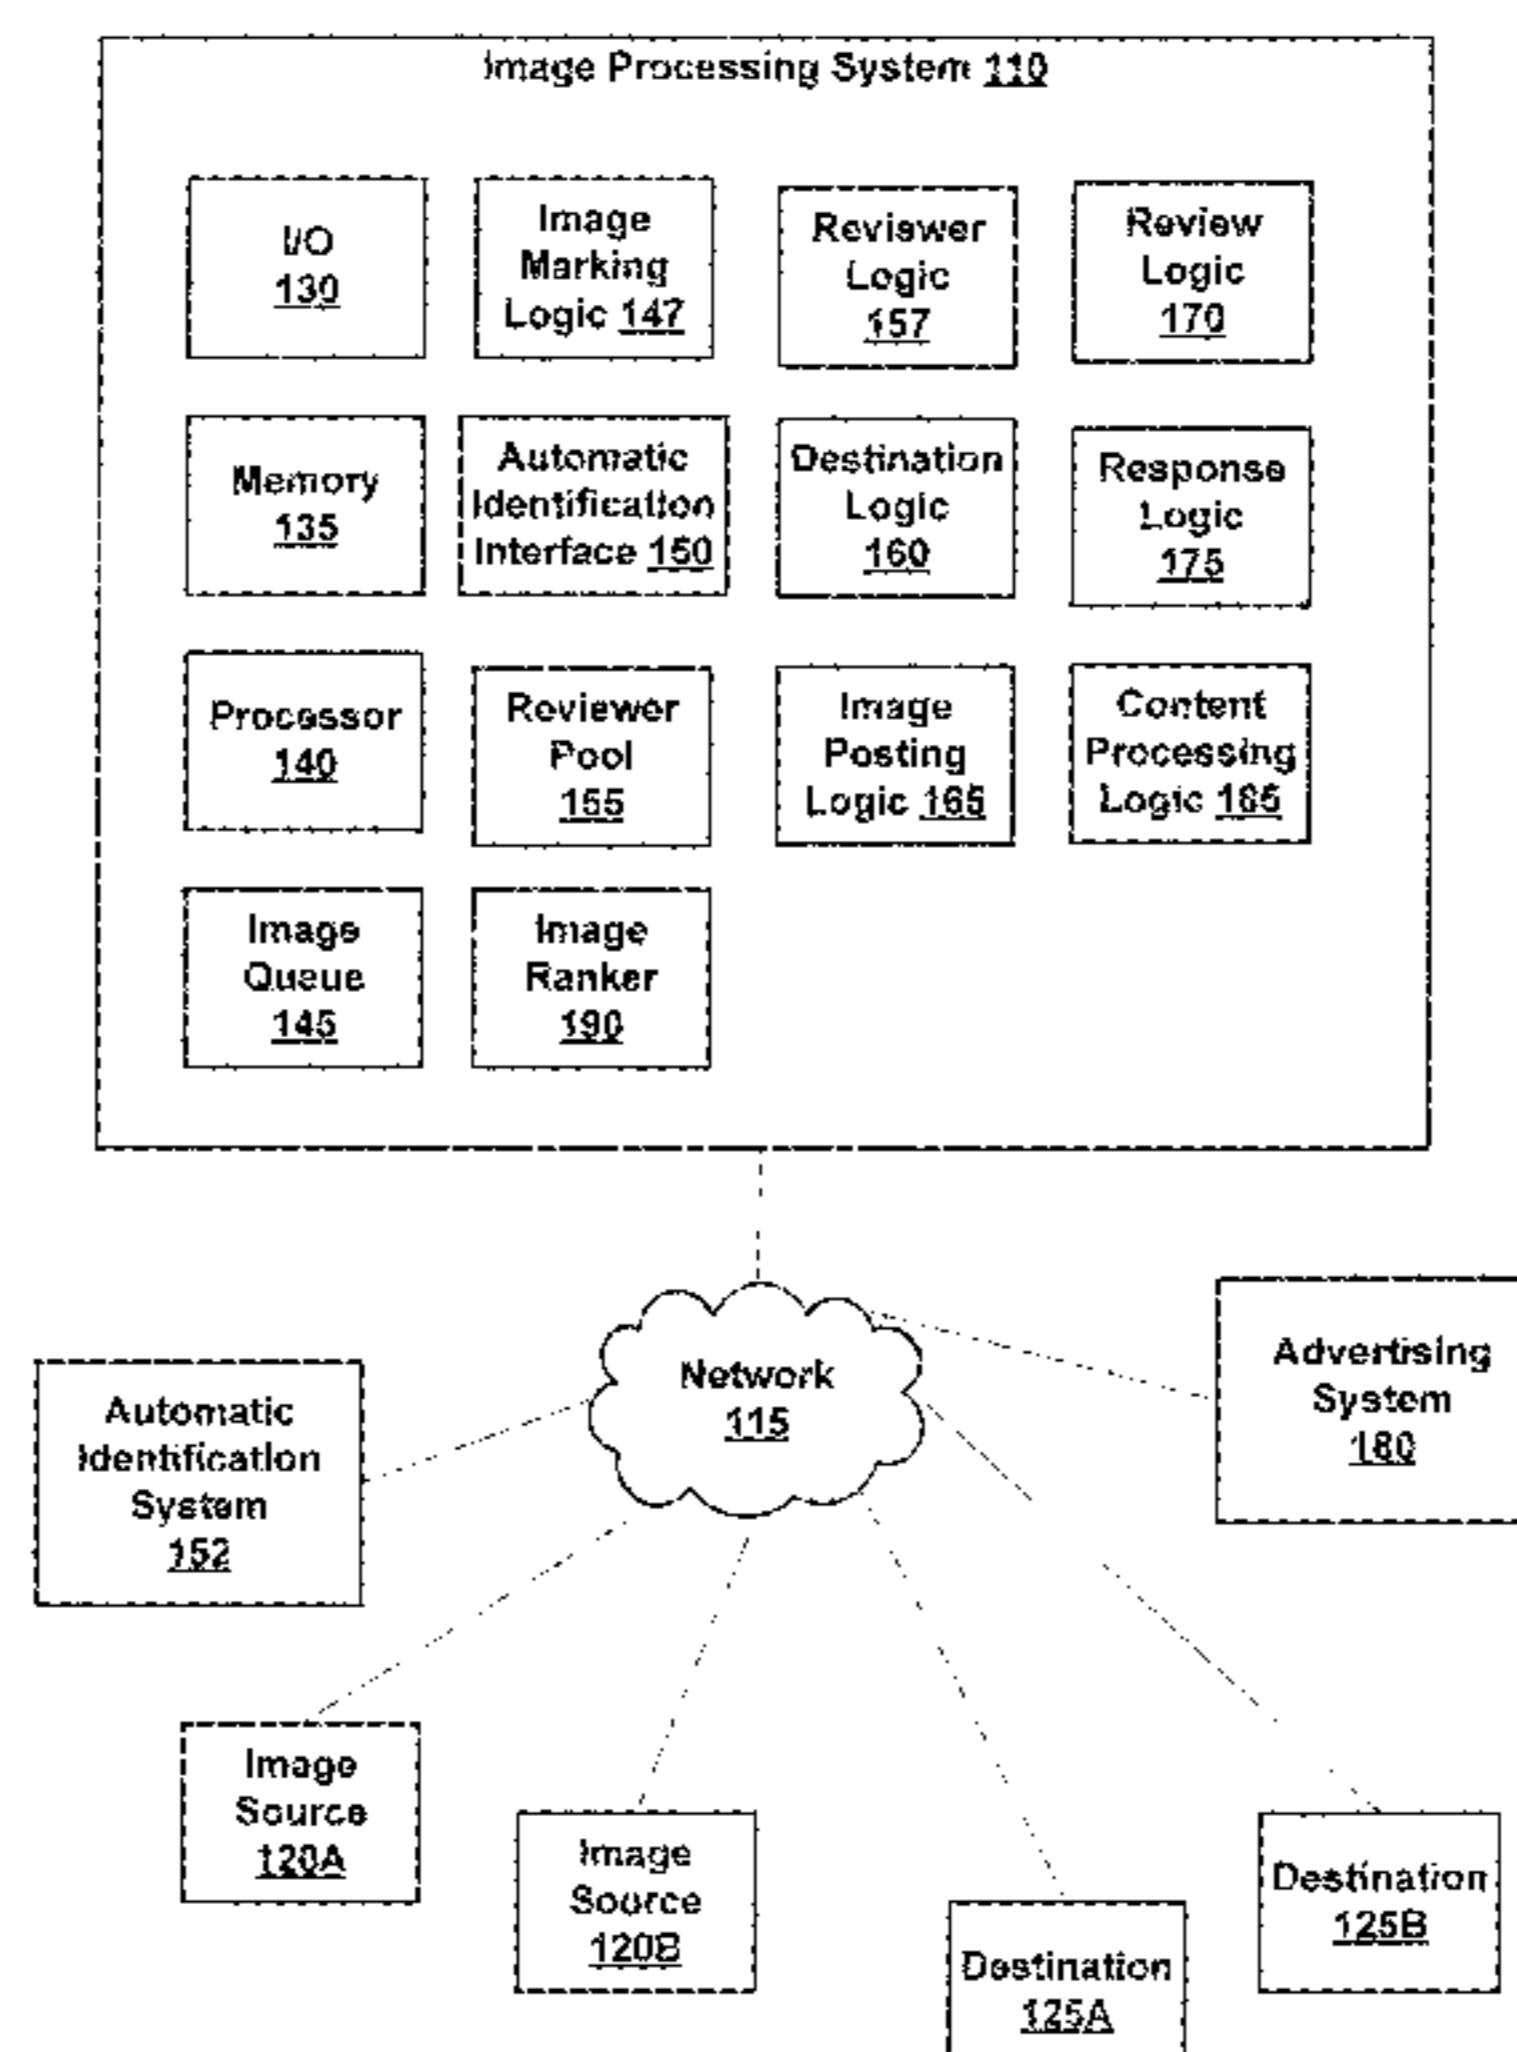 Image Processing System 110
I/O
130
Image
Marking
Logic 147
Reviewer
Logic
157
Review
Logic
170
Memory
135
Automatic
Identification
Interface 150
Destination
Logic
160
Response
Logic
175
Processor
140
Reviewer
Pool
155
Image
Posting
Logic 165
Content
Processing
Logic
Image
Queue
145
Image
Ranker
190
Network
115
Advertising
System
180
Automatic
Identification
System
152
Image
Source
120A
Image
Source
120B
Destination
125A
Destination
125B